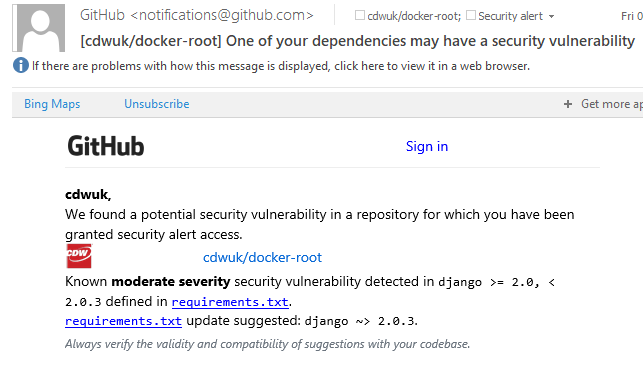 GitHub <notifications@github.com>
cdwuk/docker-root; Security alert
Fri 0
[cdwuk/docker-root] One of your dependencies may have a security vulnerability
If there are problems with how this message is displayed, click here to view it in a web browser.
Bing Maps
Unsubscribe
+ Get more ap
GitHub
Sign in
cdwuk,
We found a potential security vulnerability in a repository for which you have been
granted security alert access.
CDW
cdwuk/docker-root
Known moderate severity security vulnerability detected in django >= 2.0, <
2.0.3 defined in requirements.txt.
requirements.txt update suggested: django ~> 2.0.3.
Always verify the validity and compatibility of suggestions with your codebase.